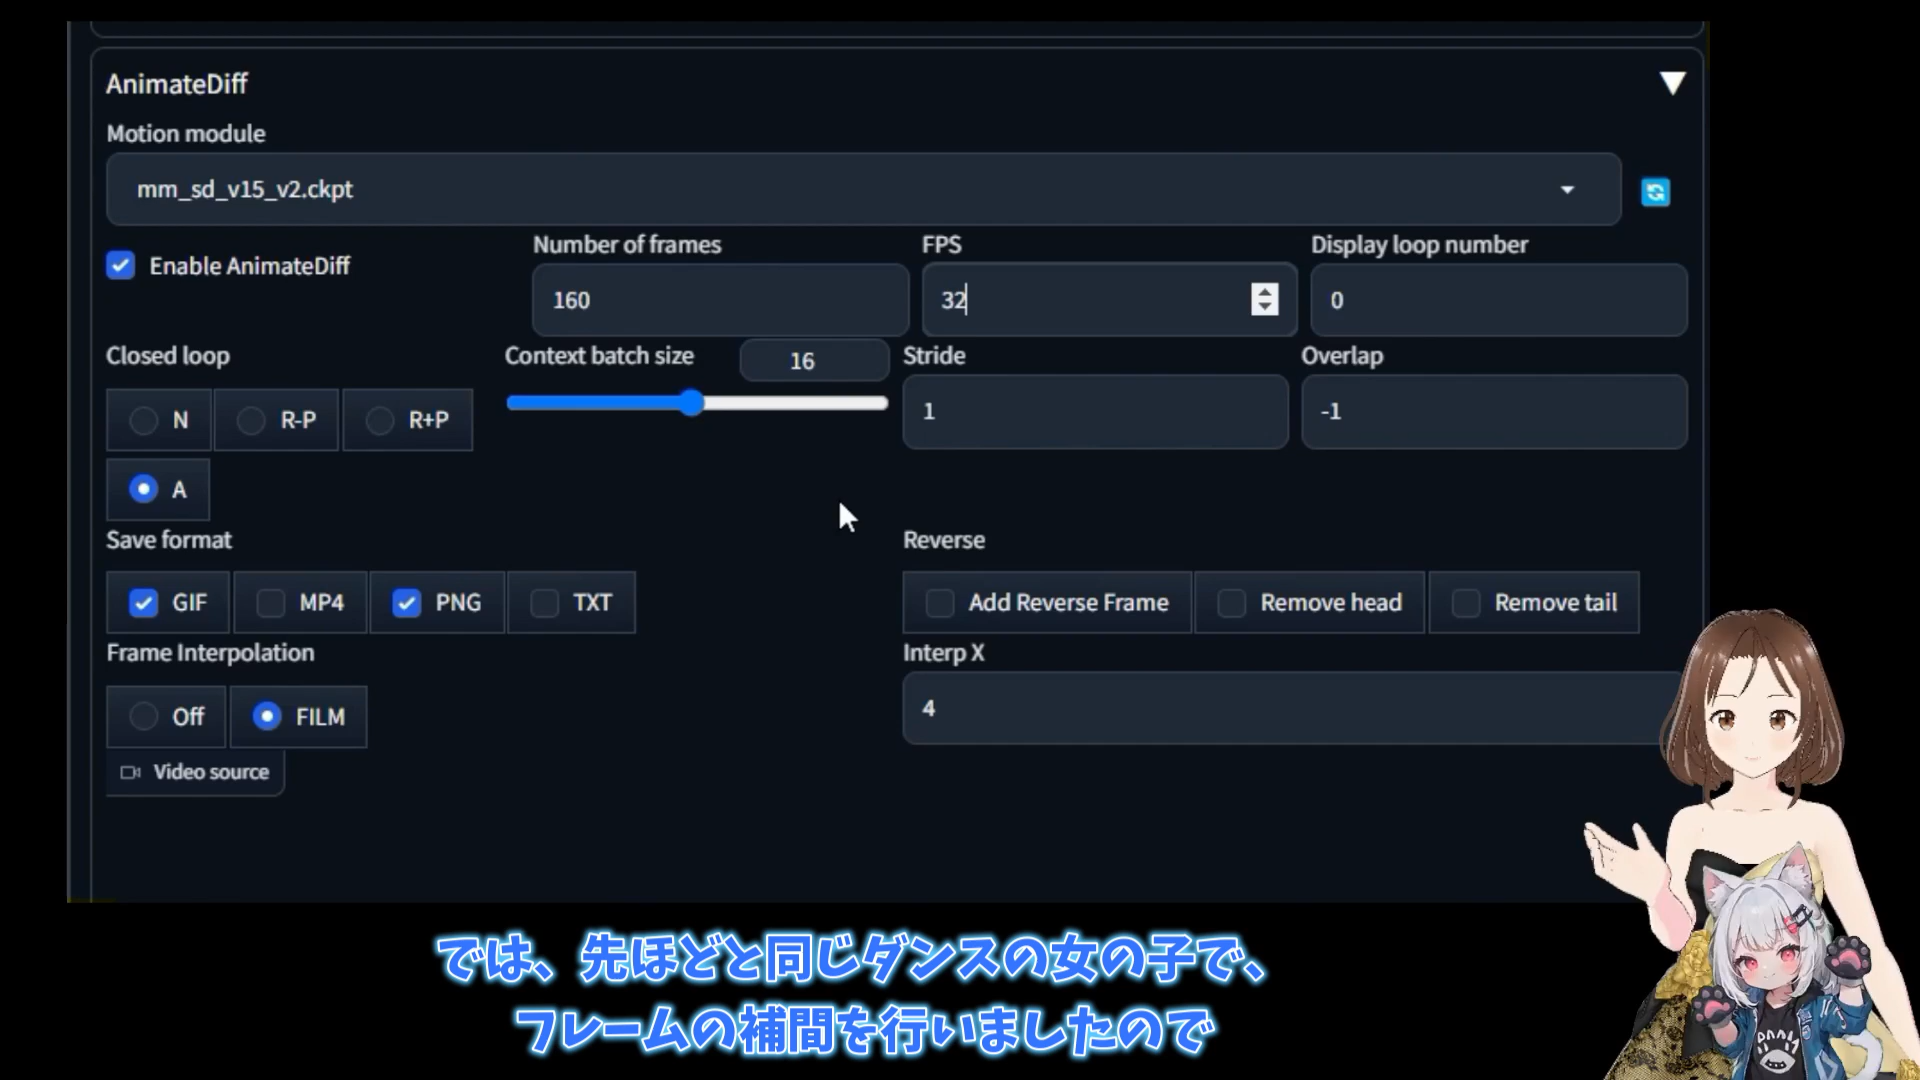 AnimateDiff
Motion module
mm_sd_v15_v2.ckpt
Enable AnimateDiff
Number of frames
160
FPS
32
Display loop number
0
Closed loop
N R-P R+P
A
Context batch size 16
Stride
1
Overlap
-1
Save format
GIF MP4 PNG TXT
Reverse
Add Reverse Frame Remove head Remove tail
Frame Interpolation
Off FILM
Interp X
4
Video source
では、先ほどと同じダンスの女の子で、
フレームの補間を行いましたので